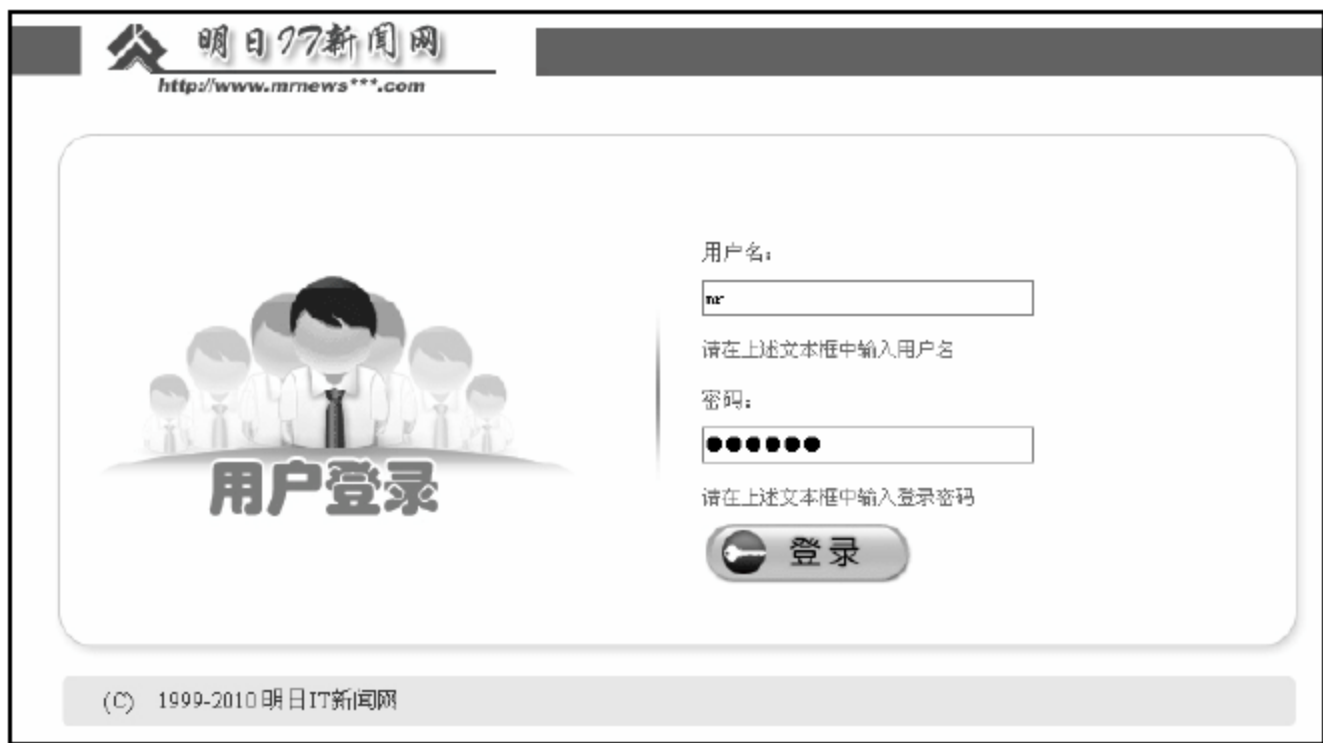 明日IT新闻网
http://www.mrnews***.com
用户登录
用户名：
mr
请在上述文本框中输入用户名
密码：
●●●●●●
请在上述文本框中输入登录密码
登录
(C) 1999-2010 明日IT新闻网